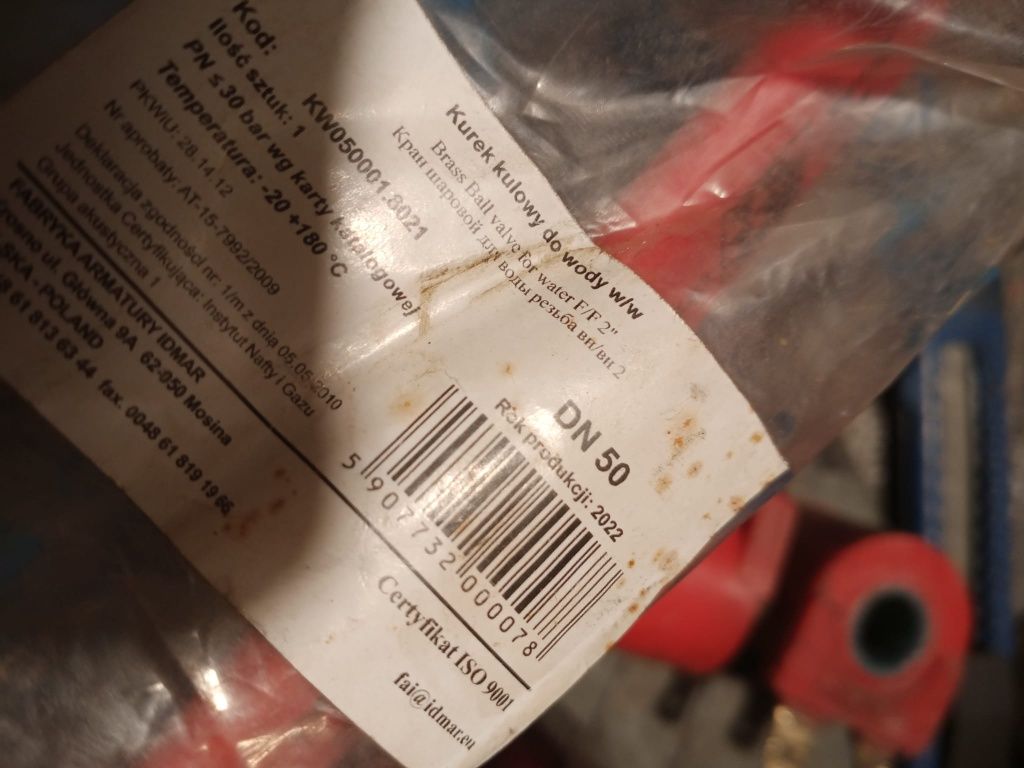 Kurek kulowy do wody w/w
Brass Ball valve for water F/F 2"
Кран шаровой для воды резьба вп/вп 2
DN 50
Rok produkcji: 2022
Kod: KW050001.8021
Ilość sztuk: 1
PN ≤ 30 bar wg karty katalogowej
Temperatura: -20 +180 °C
PKWiU: 28.14.12
Nr aprobaty: AT-15-7992/2009
Deklaracja zgodności nr: 1/m z dnia 05.05.2010
Jednostka Certyfikująca: Instytut Nafty i Gazu
Grupa akustyczna 1
5 907732 000078
FABRYKA ARMATURY IDMAR
ul. Główna 9A 62-050 Mosina
POLAND
61 813 63 44 fax. 0048 61 819 19 66
Certyfikat ISO 9001
fai@idmar.eu